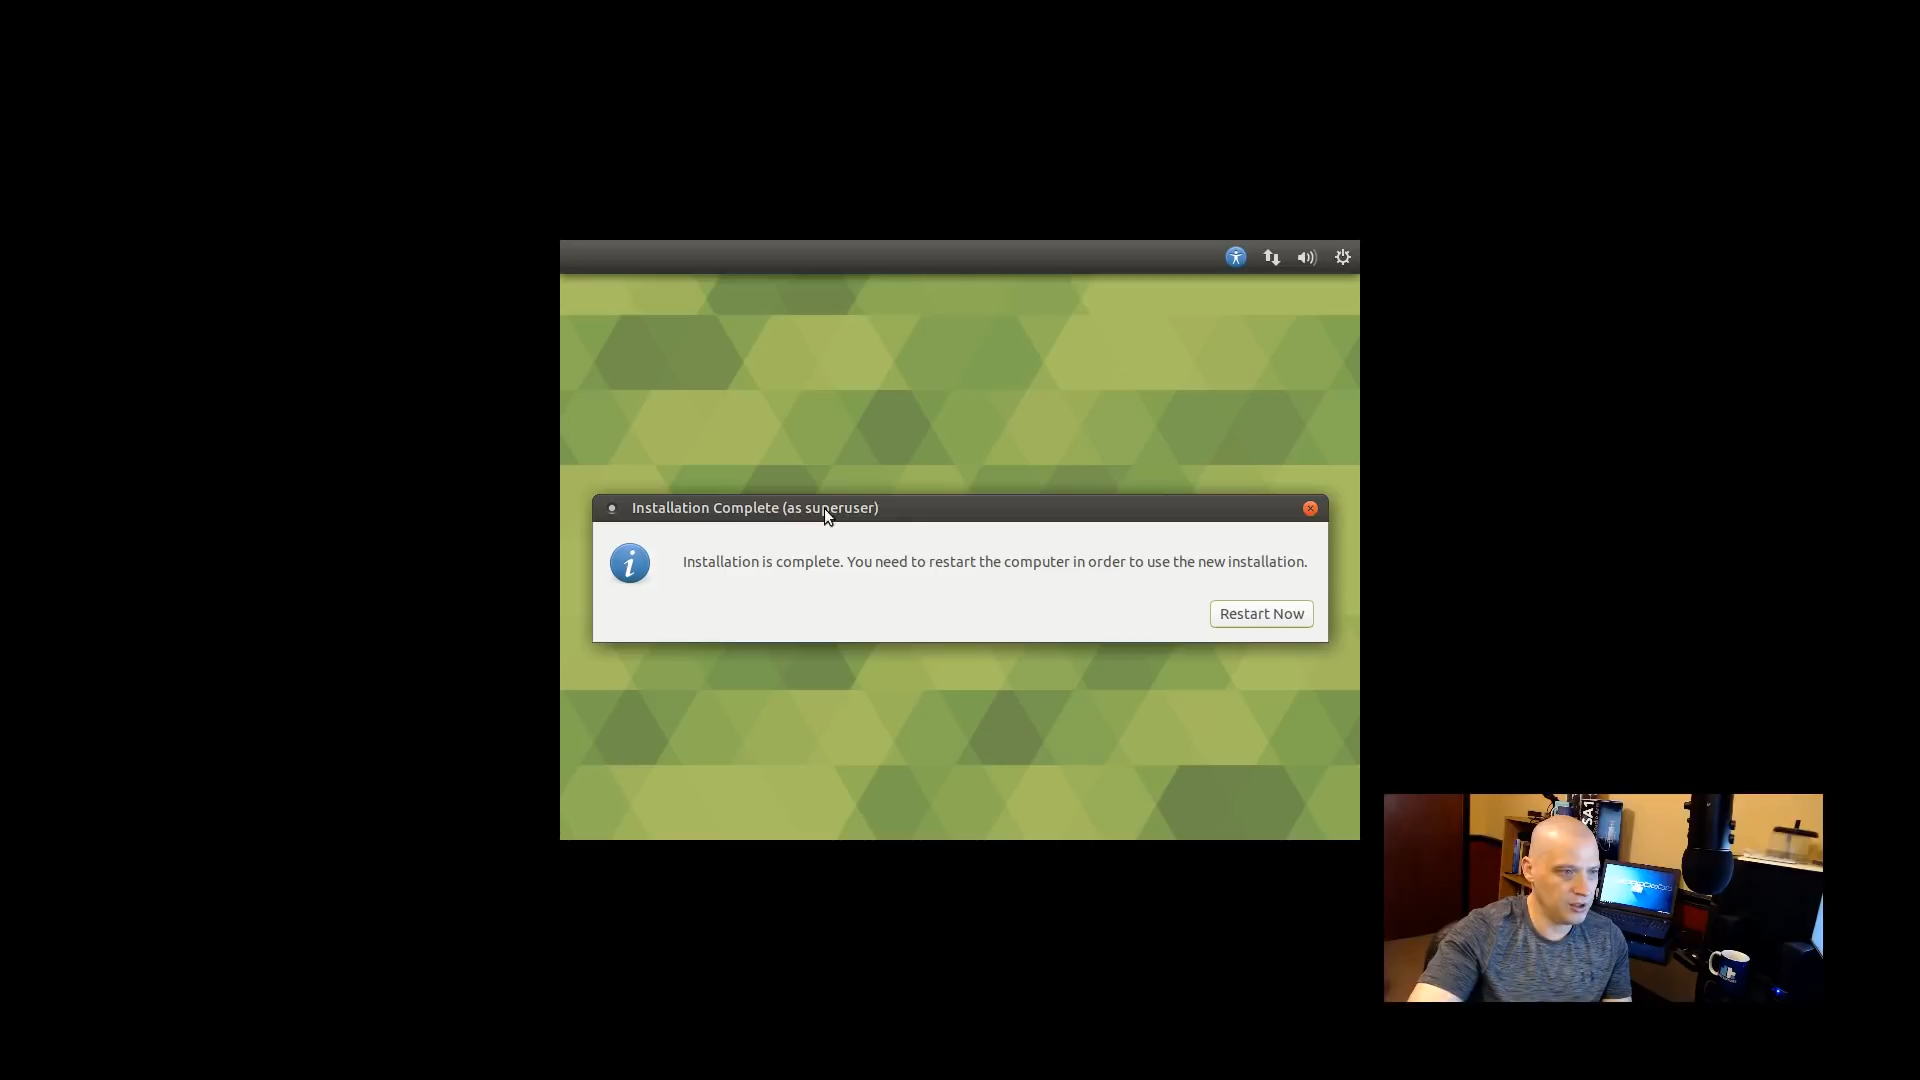 Installation Complete (as superuser)
Installation is complete. You need to restart the computer in order to use the new installation.
Restart Now